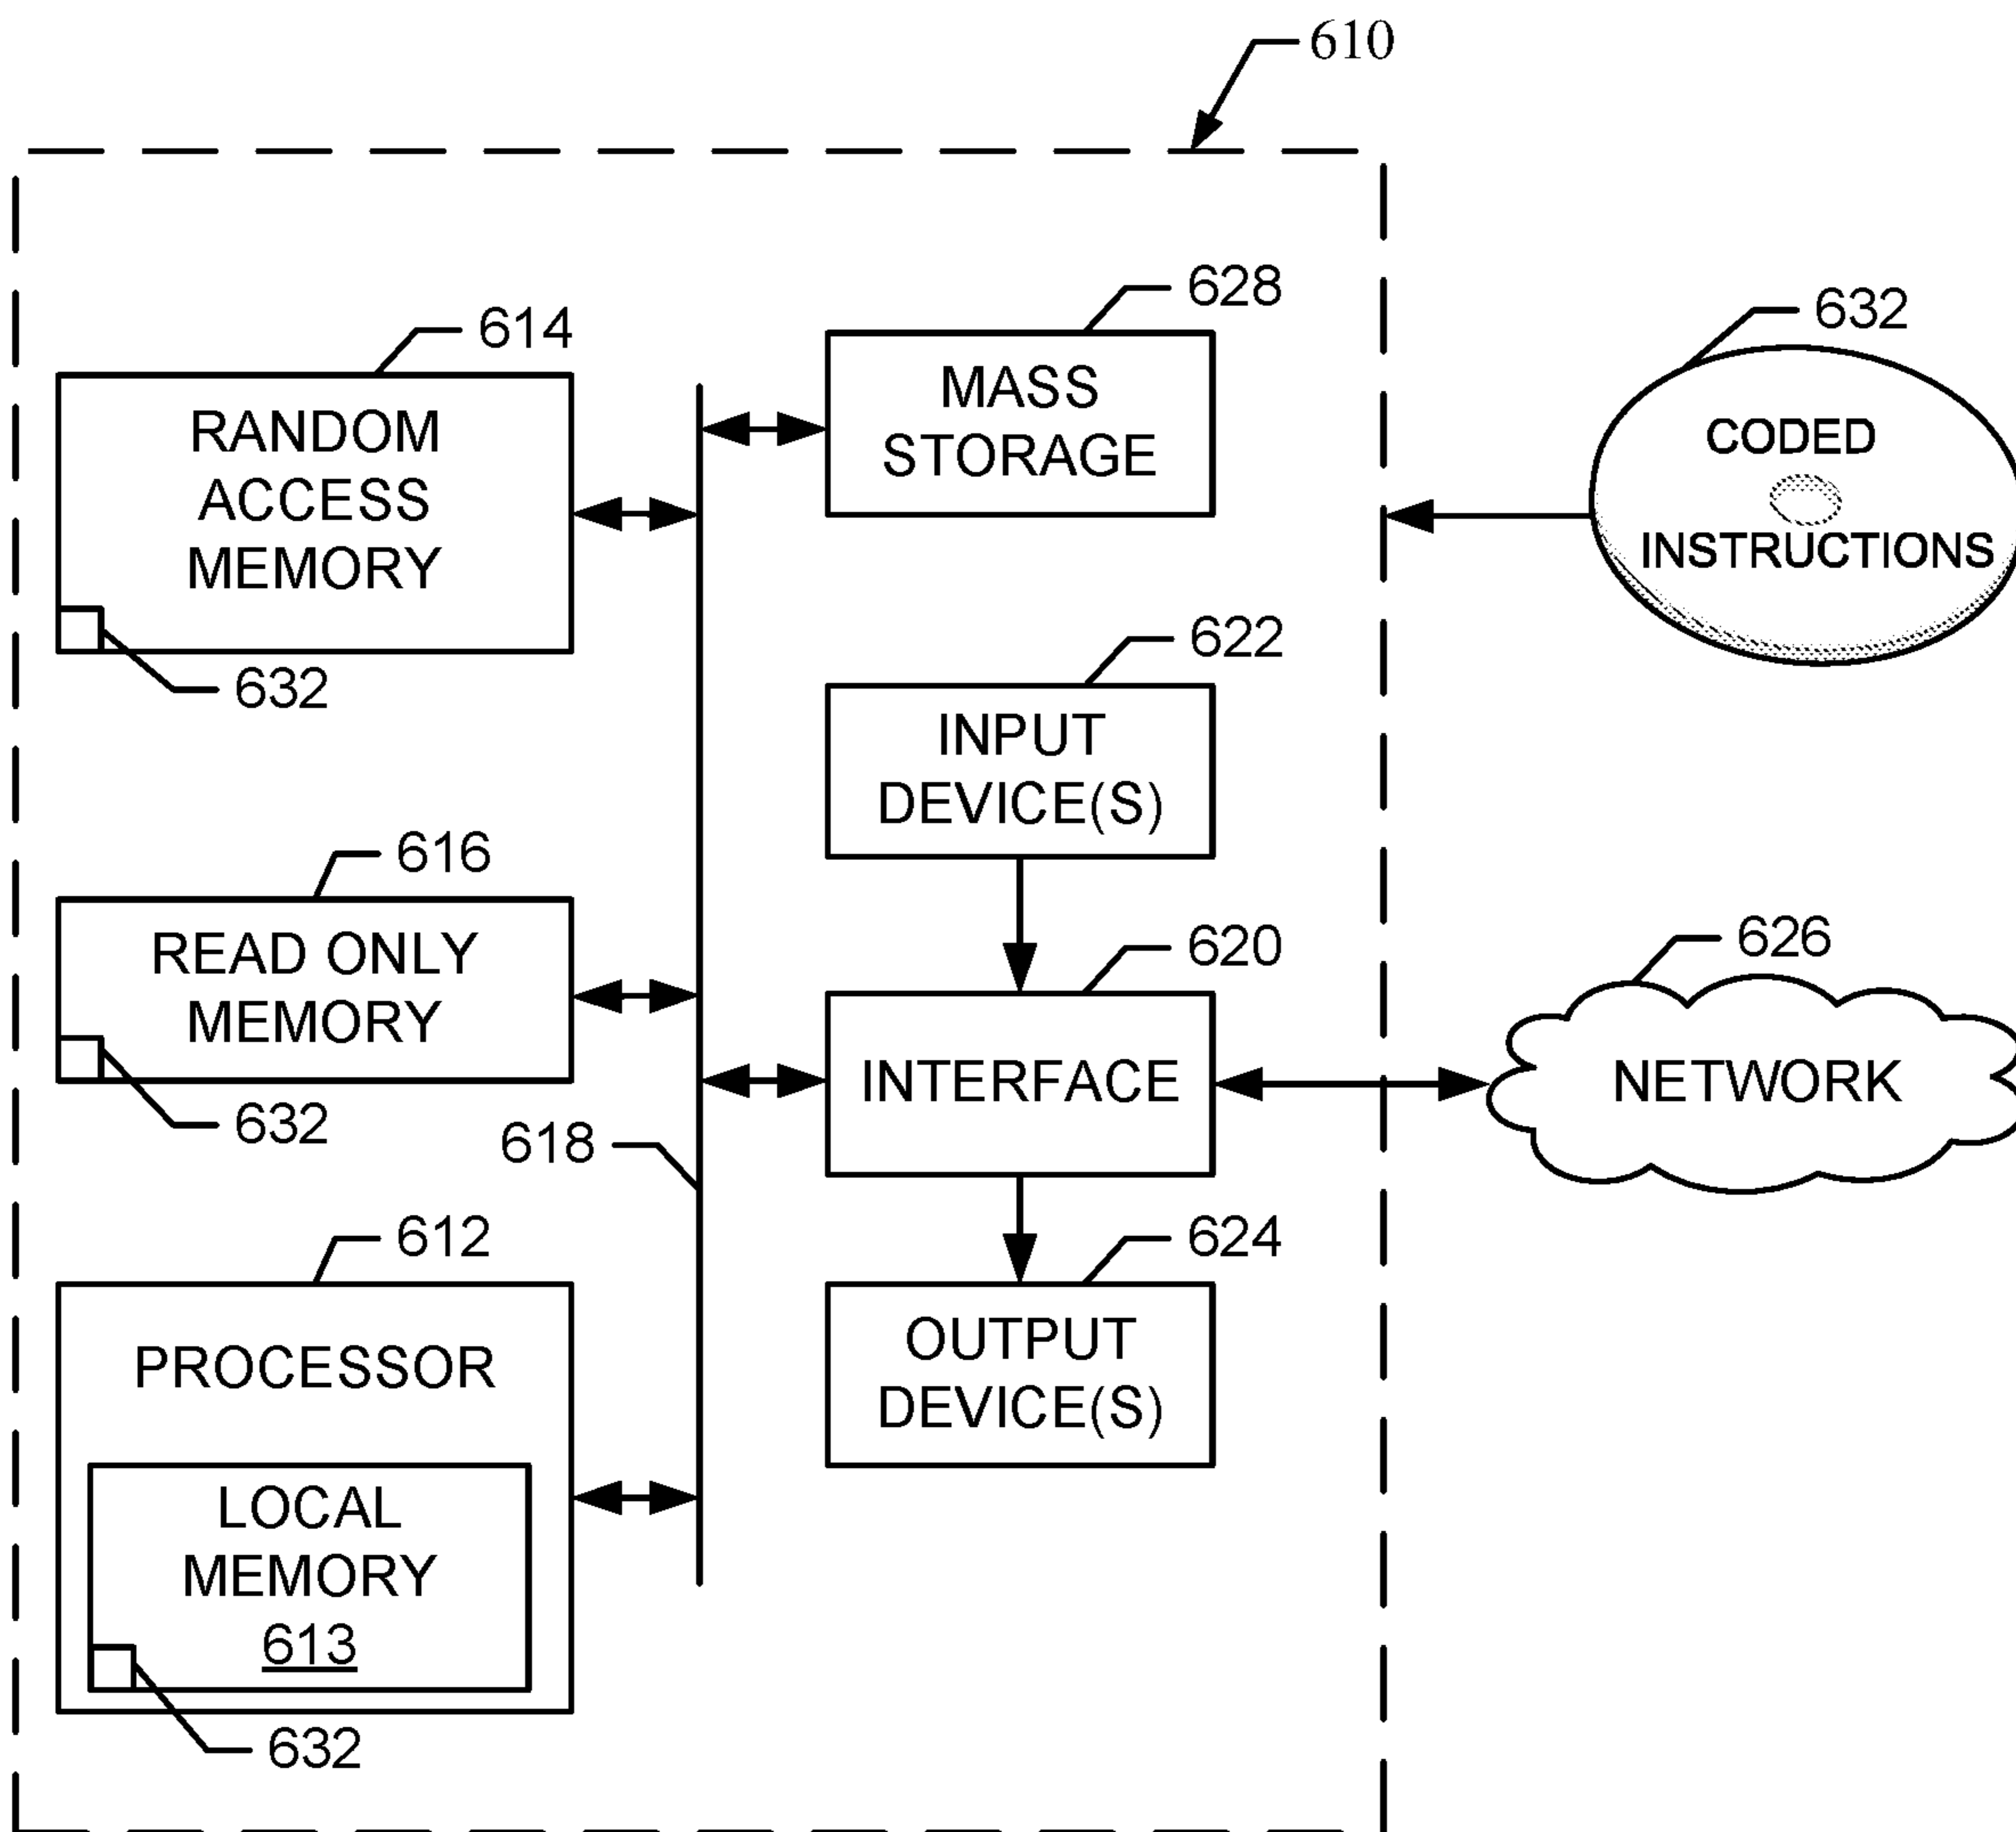 610
628
614
632
MASS
STORAGE
RANDOM
ACCESS
MEMORY
CODED
INSTRUCTIONS
632
622
INPUT
DEVICE(S)
616
READ ONLY
MEMORY
620
626
INTERFACE
NETWORK
632
618
612
624
PROCESSOR
OUTPUT
DEVICE(S)
LOCAL
MEMORY
613
632